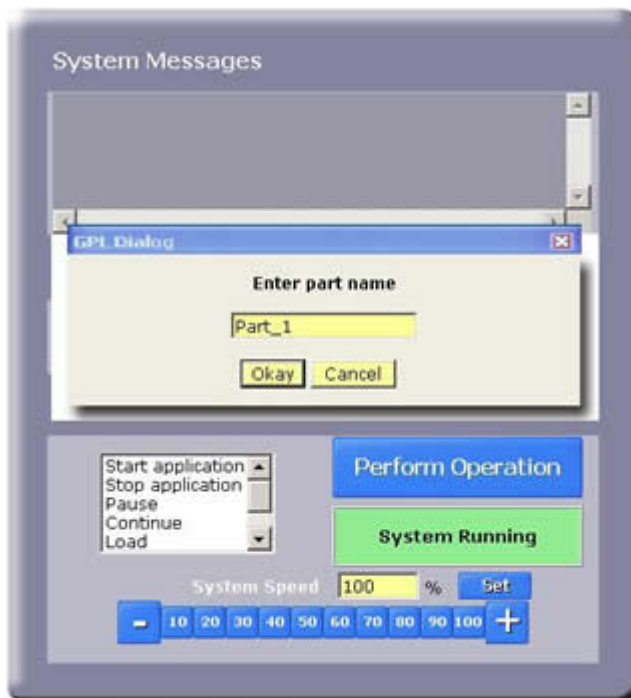 System Messages
GPL Dialog
Enter part name
Part_1
Okay Cancel
Start application
Stop application
Pause
Continue
Load
Perform Operation
System Running
System Speed 100 % Set
- 10 20 30 40 50 60 70 80 90 100 +